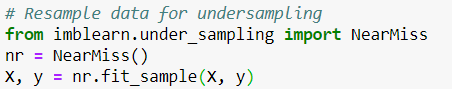 # Resample data for undersampling
from imblearn.under_sampling import NearMiss
nr = NearMiss()
X, y = nr.fit_sample(X, y)